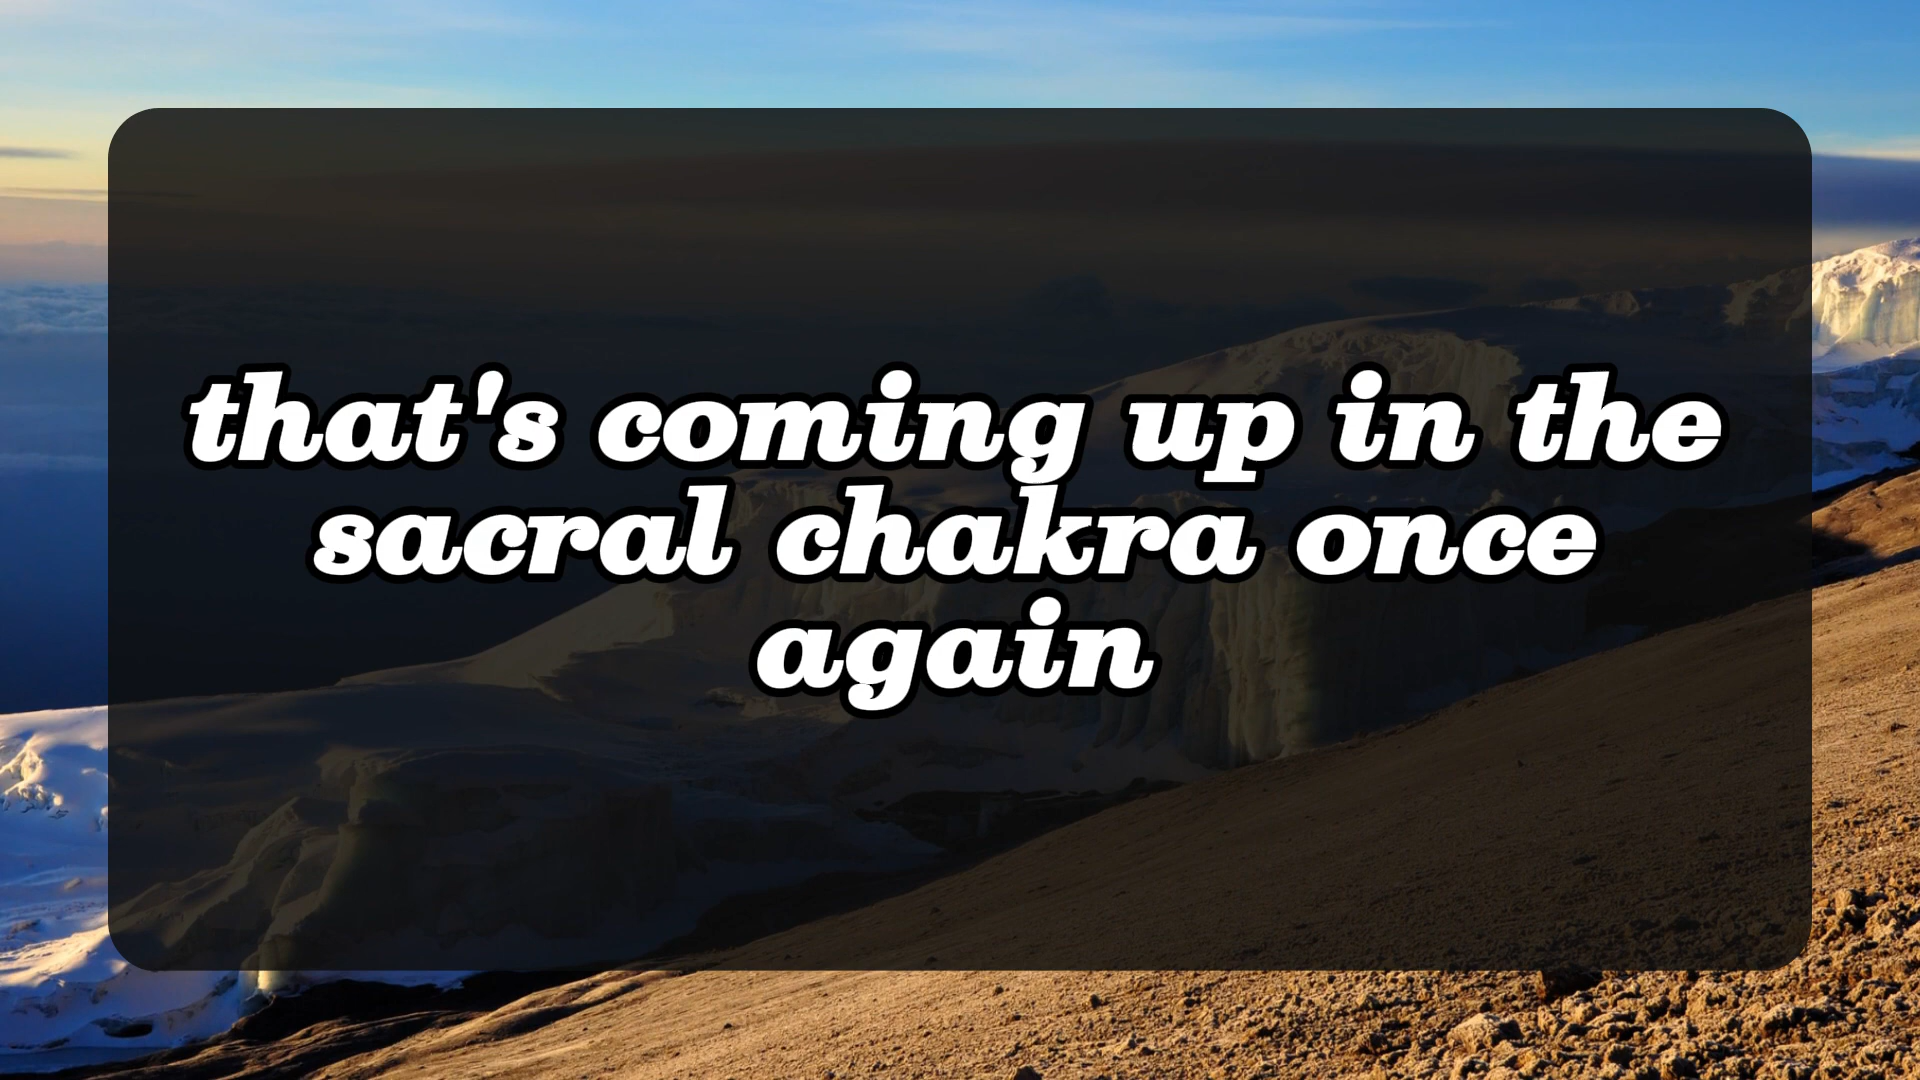 that's coming up in the
sacral chakra once
again